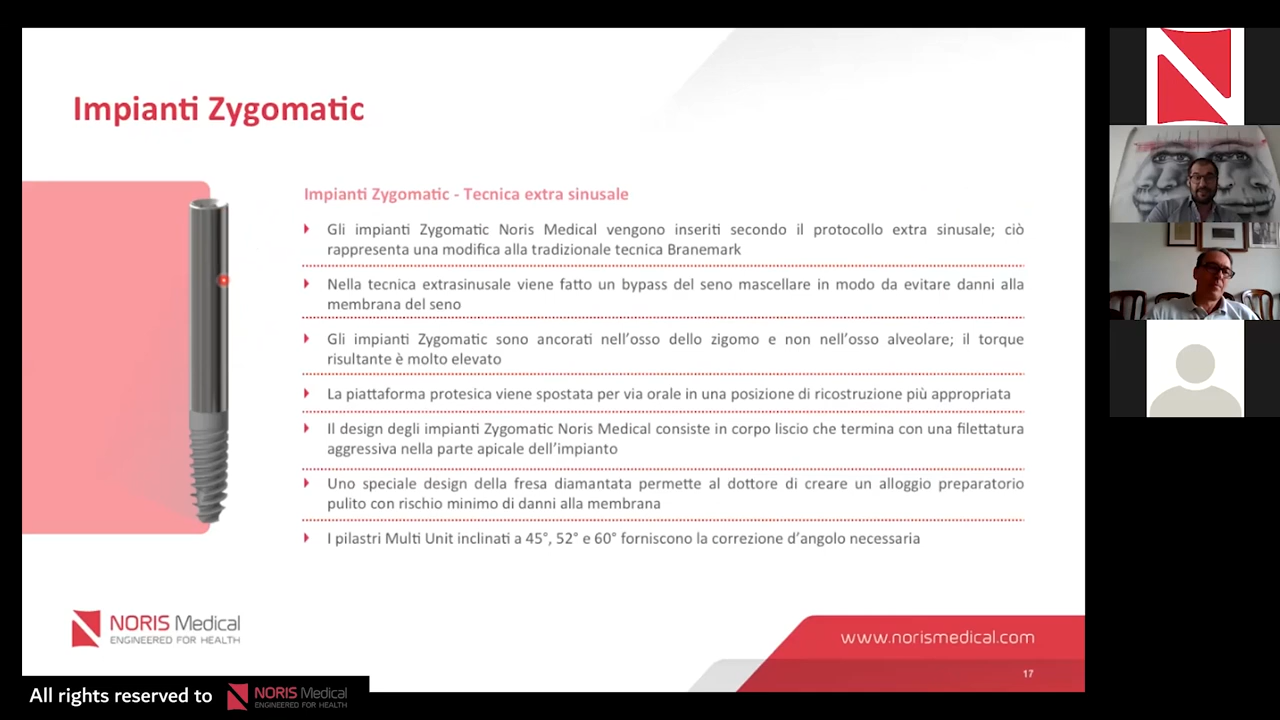 Impianti Zygomatic
Impianti Zygomatic - Tecnica extra sinusale
Gli impianti Zygomatic Noris Medical vengono inseriti secondo il protocollo extra sinusale; ciò
rappresenta una modifica alla tradizionale tecnica Branemark
Nella tecnica extrasinusale viene fatto un bypass del seno mascellare in modo da evitare danni alla
membrana del seno
Gli impianti Zygomatic sono ancorati nell'osso dello zigomo e non nell'osso alveolare; il torque
risultante è molto elevato
La piattaforma protesica viene spostata per via orale in una posizione di ricostruzione più appropriata
Il design degli impianti Zygomatic Noris Medical consiste in corpo liscio che termina con una filettatura
aggressiva nella parte apicale dell'impianto
Uno speciale design della fresa diamantata permette al dottore di creare un alloggio preparatorio
pulito con rischio minimo di danni alla membrana
I pilastri Multi Unit inclinati a 45°, 52° e 60° forniscono la correzione d'angolo necessaria
NORIS Medical
ENGINEERED FOR HEALTH
www.norismedical.com
17
All rights reserved to NORIS Medical
ENGINEERED FOR HEALTH